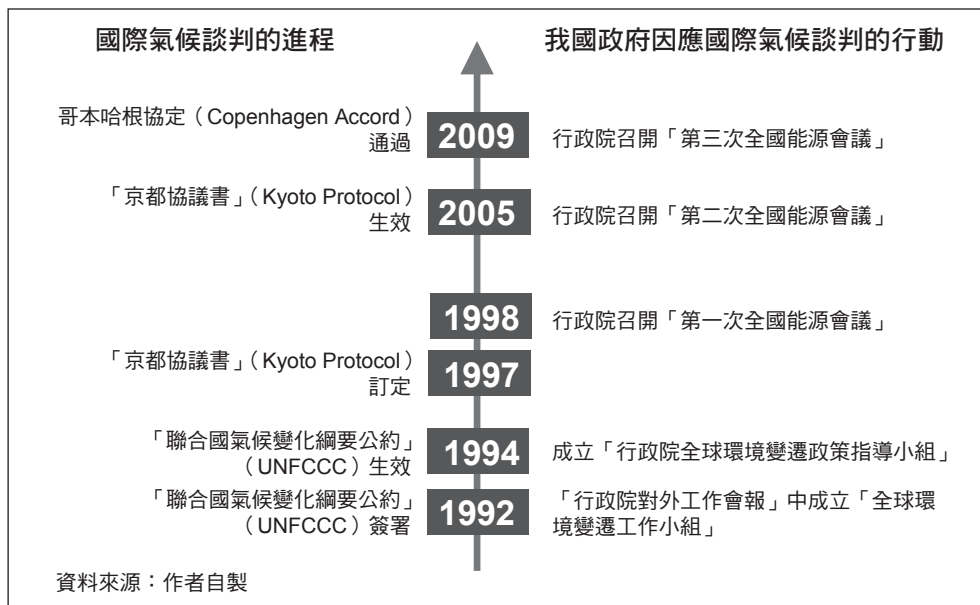 國際氣候談判的進程
我國政府因應國際氣候談判的行動
哥本哈根協定(Copenhagen Accord)
通過
2009
行政院召開「第三次全國能源會議」
「京都協議書」(Kyoto Protocol)
生效
2005
行政院召開「第二次全國能源會議」
1998
行政院召開「第一次全國能源會議」
「京都協議書」(Kyoto Protocol)
訂定
1997
「聯合國氣候變化綱要公約」
(UNFCCC)生效
1994
成立「行政院全球環境變遷政策指導小組」
「聯合國氣候變化綱要公約」
(UNFCCC)簽署
1992
「行政院對外工作會報」中成立「全球環
境變遷工作小組」
資料來源:作者自製